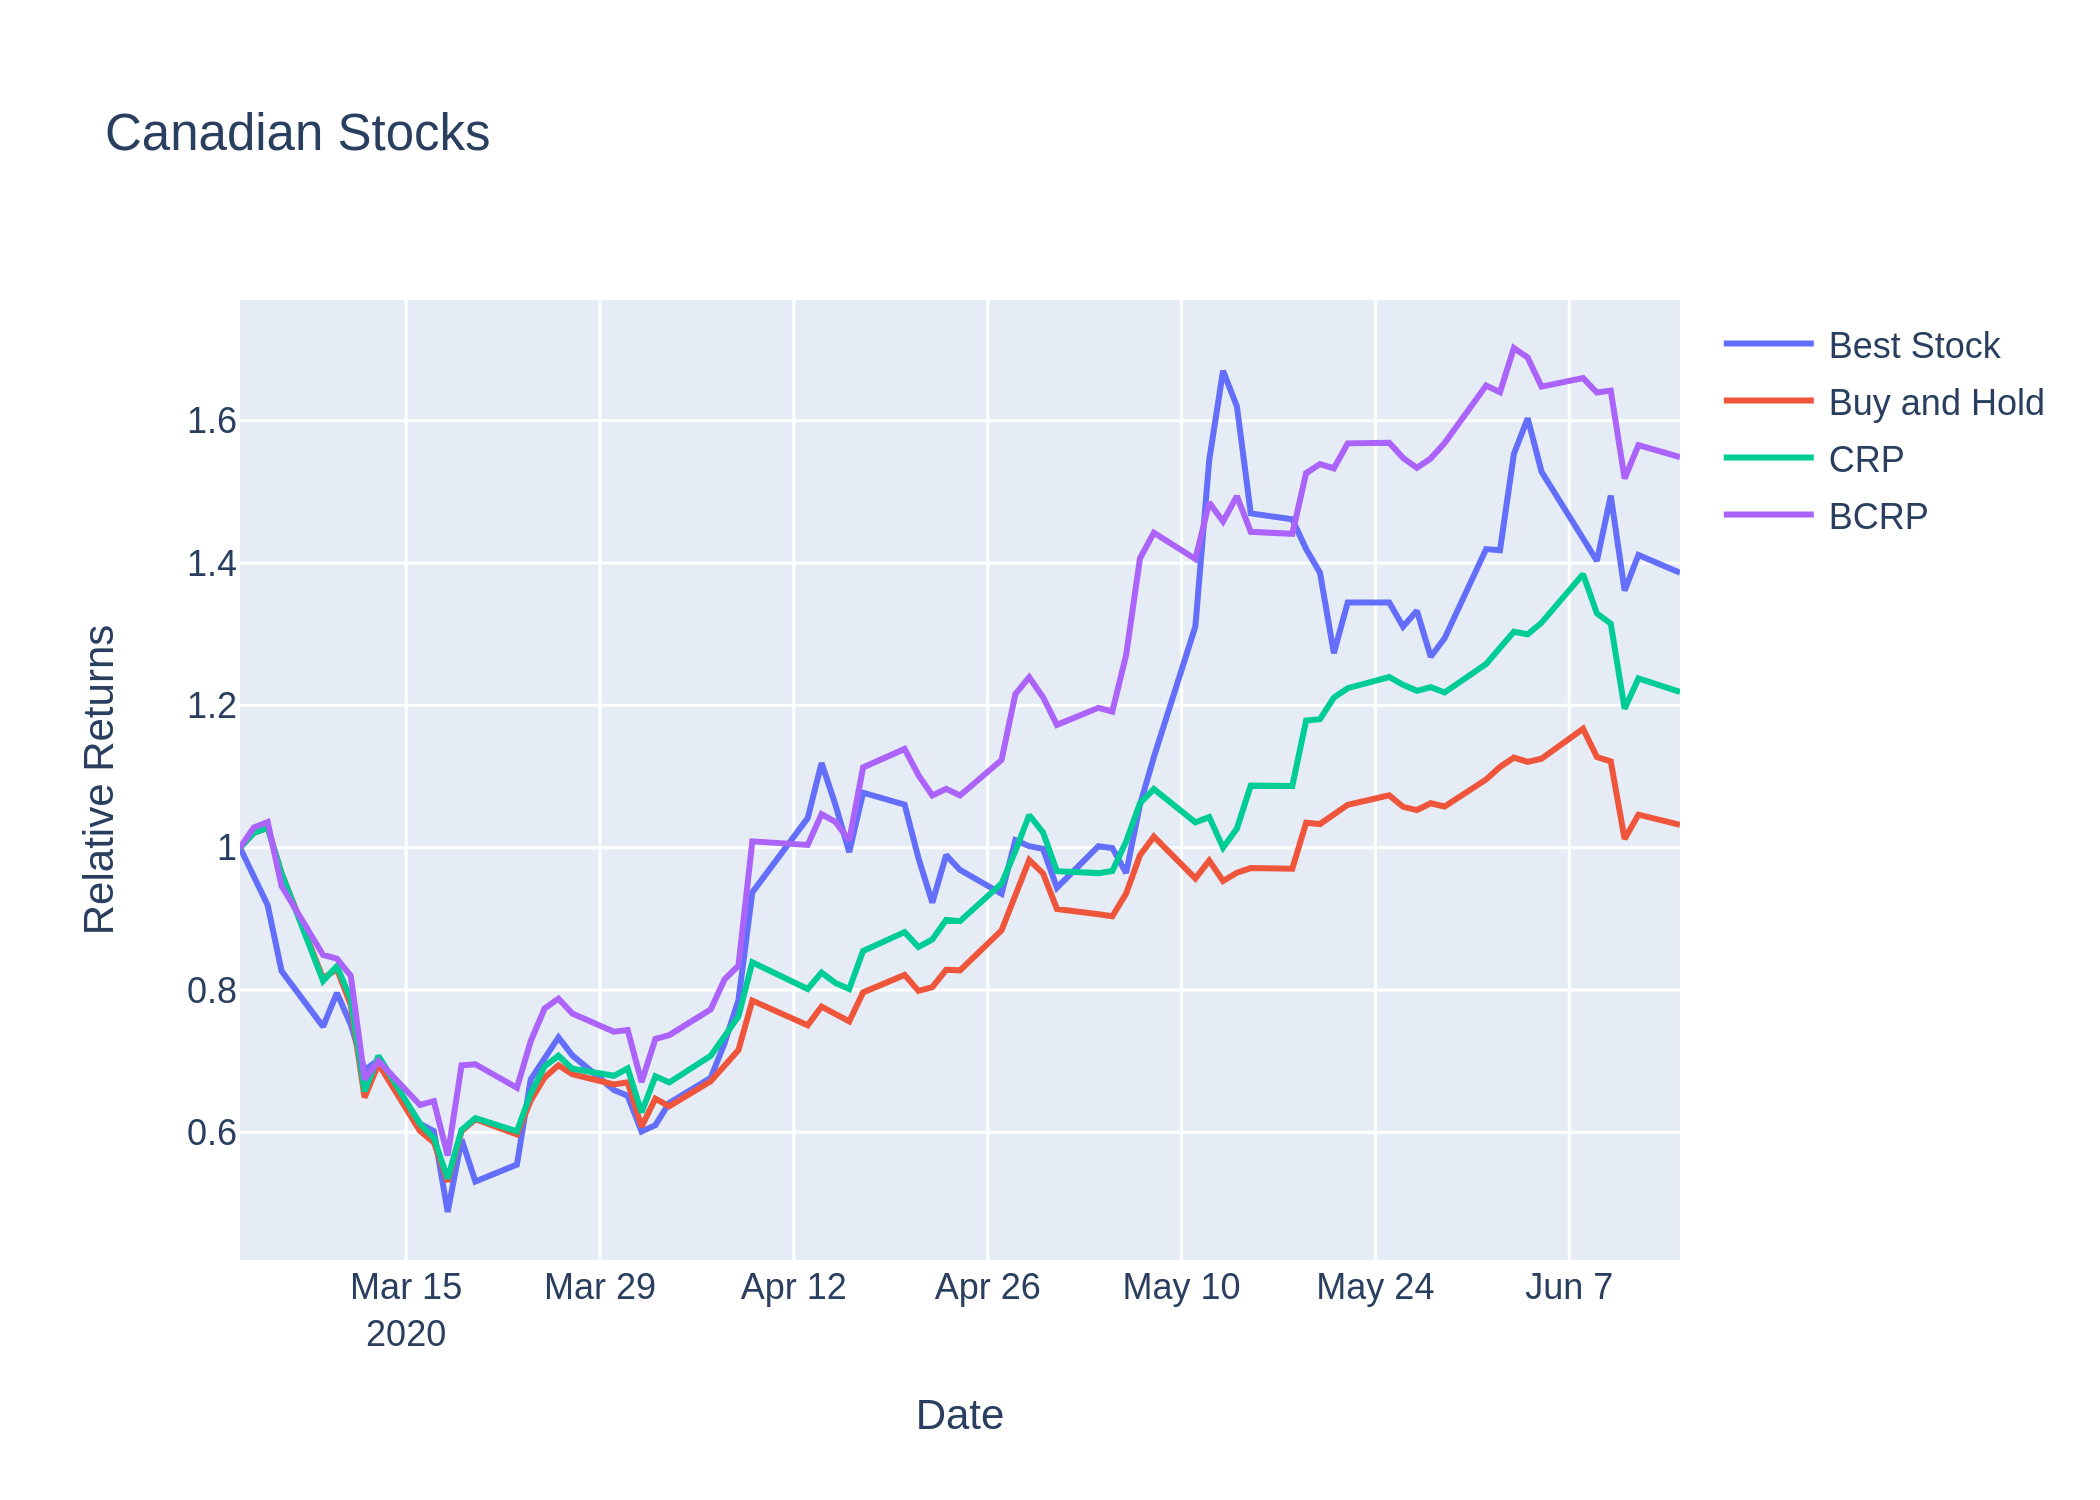 Canadian Stocks
Best Stock
Buy and Hold
CRP
BCRP
Relative Returns
1.6
1.4
1.2
1
0.8
0.6
Mar 15
2020
Mar 29
Apr 12
Apr 26
May 10
May 24
Jun 7
Date